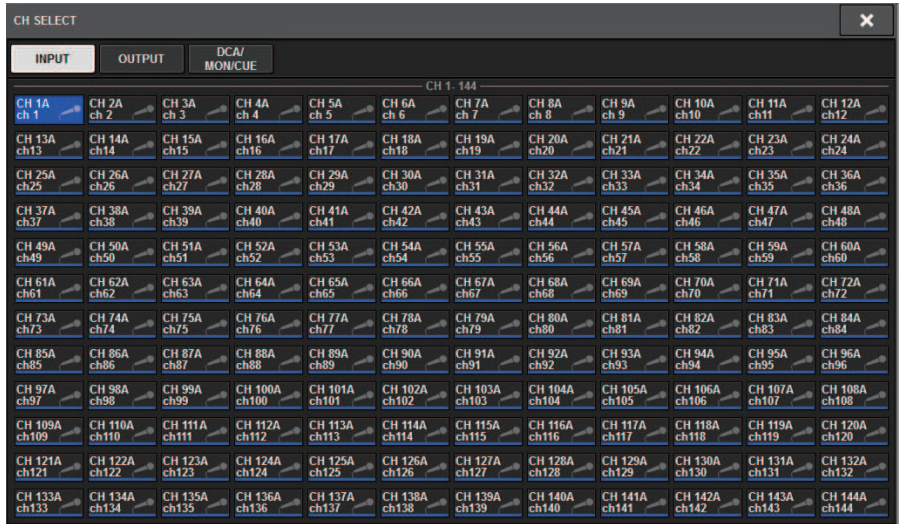 CH SELECT
INPUT OUTPUT DCA/
MON/CUE
CH 1- 144
CH 1A CH 2A CH 3A CH 4A CH 5A CH 6A CH 7A CH 8A CH 9A CH 10A CH 11A CH 12A
ch 1 ch 2 ch 3 ch 4 ch 5 ch 6 ch 7 ch 8 ch 9 ch10 ch11 ch12
CH 13A CH 14A CH 15A CH 16A CH 17A CH 18A CH 19A CH 20A CH 21A CH 22A CH 23A CH 24A
ch13 ch14 ch15 ch16 ch17 ch18 ch19 ch20 ch21 ch22 ch23 ch24
CH 25A CH 26A CH 27A CH 28A CH 29A CH 30A CH 31A CH 32A CH 33A CH 34A CH 35A CH 36A
ch25 ch26 ch27 ch28 ch29 ch30 ch31 ch32 ch33 ch34 ch35 ch36
CH 37A CH 38A CH 39A CH 40A CH 41A CH 42A CH 43A CH 44A CH 45A CH 46A CH 47A CH 48A
ch37 ch38 ch39 ch40 ch41 ch42 ch43 ch44 ch45 ch46 ch47 ch48
CH 49A CH 50A CH 51A CH 52A CH 53A CH 54A CH 55A CH 56A CH 57A CH 58A CH 59A CH 60A
ch49 ch50 ch51 ch52 ch53 ch54 ch55 ch56 ch57 ch58 ch59 ch60
CH 61A CH 62A CH 63A CH 64A CH 65A CH 66A CH 67A CH 68A CH 69A CH 70A CH 71A CH 72A
ch61 ch62 ch63 ch64 ch65 ch66 ch67 ch68 ch69 ch70 ch71 ch72
CH 73A CH 74A CH 75A CH 76A CH 77A CH 78A CH 79A CH 80A CH 81A CH 82A CH 83A CH 84A
ch73 ch74 ch75 ch76 ch77 ch78 ch79 ch80 ch81 ch82 ch83 ch84
CH 85A CH 86A CH 87A CH 88A CH 89A CH 90A CH 91A CH 92A CH 93A CH 94A CH 95A CH 96A
ch85 ch86 ch87 ch88 ch89 ch90 ch91 ch92 ch93 ch94 ch95 ch96
CH 97A CH 98A CH 99A CH 100A CH 101A CH 102A CH 103A CH 104A CH 105A CH 106A CH 107A CH 108A
ch97 ch98 ch99 ch100 ch101 ch102 ch103 ch104 ch105 ch106 ch107 ch108
CH 109A CH 110A CH 111A CH 112A CH 113A CH 114A CH 115A CH 116A CH 117A CH 118A CH 119A CH 120A
ch109 ch110 ch111 ch112 ch113 ch114 ch115 ch116 ch117 ch118 ch119 ch120
CH 121A CH 122A CH 123A CH 124A CH 125A CH 126A CH 127A CH 128A CH 129A CH 130A CH 131A CH 132A
ch121 ch122 ch123 ch124 ch125 ch126 ch127 ch128 ch129 ch130 ch131 ch132
CH 133A CH 134A CH 135A CH 136A CH 137A CH 138A CH 139A CH 140A CH 141A CH 142A CH 143A CH 144A
ch133 ch134 ch135 ch136 ch137 ch138 ch139 ch140 ch141 ch142 ch143 ch144